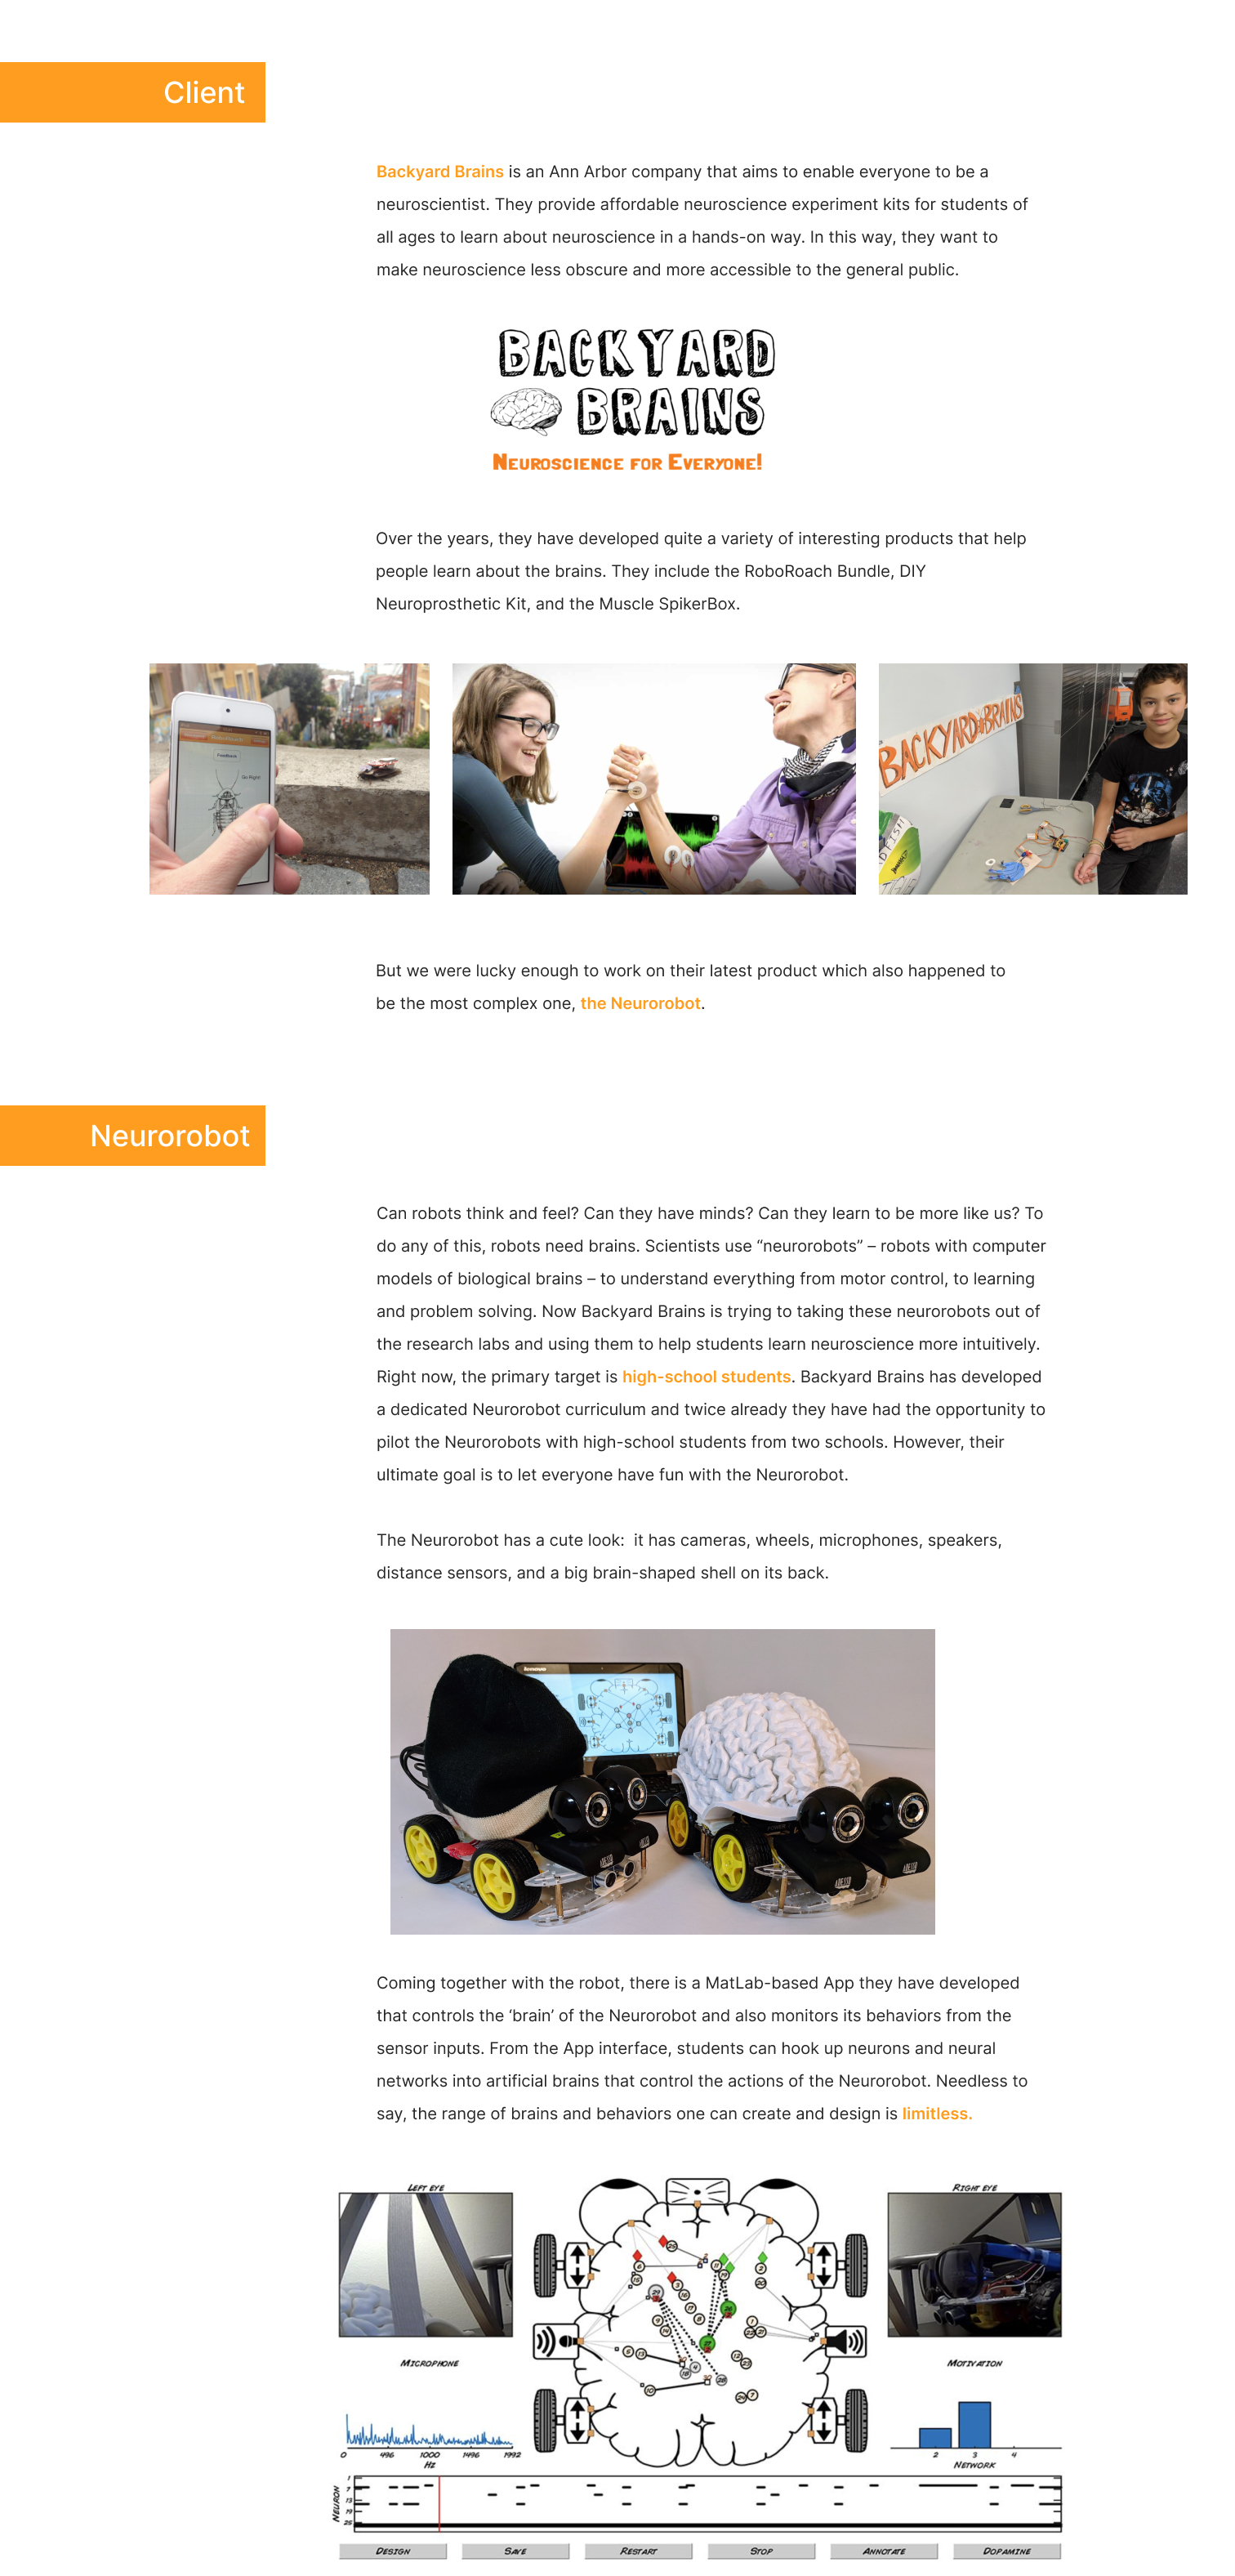 Client
Backyard Brains is an Ann Arbor company that aims to enable everyone to be a
neuroscientist. They provide affordable neuroscience experiment kits for students of
all ages to learn about neuroscience in a hands-on way. In this way, they want to
make neuroscience less obscure and more accessible to the general public.
BACKYARD
BRAINS
Neuroscience for Everyone!
Over the years, they have developed quite a variety of interesting products that help
people learn about the brains. They include the RoboRoach Bundle, DIY
Neuroprosthetic Kit, and the Muscle SpikerBox.
Feedback
Go Right
BACKYARD BRAINS
But we were lucky enough to work on their latest product which also happened to
be the most complex one, the Neurorobot.
Neurorobot
Can robots think and feel? Can they have minds? Can they learn to be more like us? To
do any of this, robots need brains. Scientists use “neurorobots” – robots with computer
models of biological brains – to understand everything from motor control, to learning
and problem solving. Now Backyard Brains is trying to taking these neurorobots out of
the research labs and using them to help students learn neuroscience more intuitively.
Right now, the primary target is high-school students. Backyard Brains has developed
a dedicated Neurorobot curriculum and twice already they have had the opportunity to
pilot the Neurorobots with high-school students from two schools. However, their
ultimate goal is to let everyone have fun with the Neurorobot.
The Neurorobot has a cute look:  it has cameras, wheels, microphones, speakers,
distance sensors, and a big brain-shaped shell on its back.
lenovo
Coming together with the robot, there is a MatLab-based App they have developed
that controls the ‘brain’ of the Neurorobot and also monitors its behaviors from the
sensor inputs. From the App interface, students can hook up neurons and neural
networks into artificial brains that control the actions of the Neurorobot. Needless to
say, the range of brains and behaviors one can create and design is limitless.
Left eye
Right eye
Microphone
Motivation
0 496 1000 1496 1992
Hz
2 3 4
Network
Neuron
1
7
13
19
25
Design Save Restart Stop Annotate Dopamine